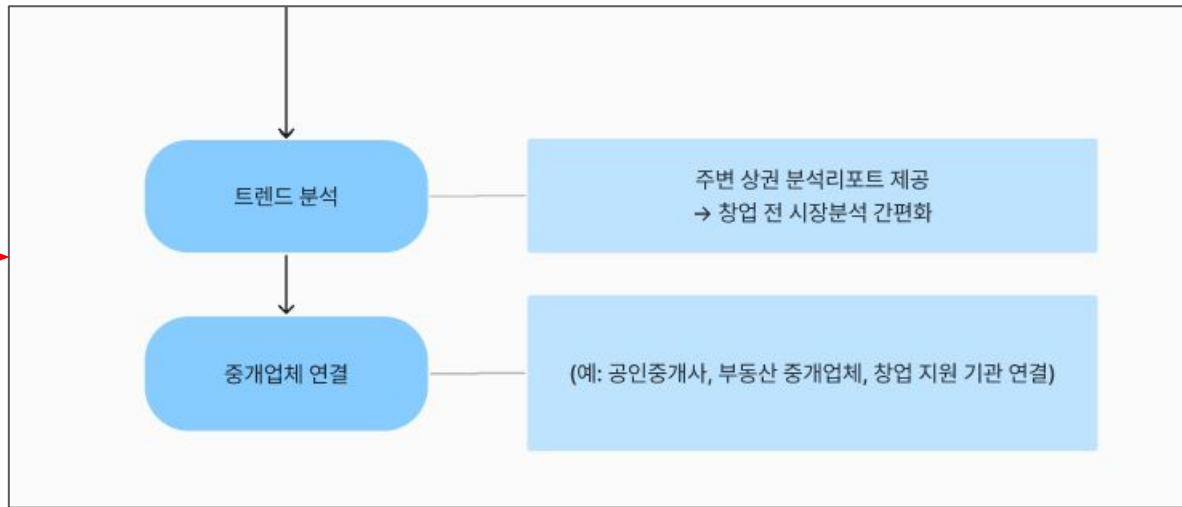 트렌드 분석
주변 상권 분석리포트 제공
→ 창업 전 시장분석 간편화
중개업체 연결
(예: 공인중개사, 부동산 중개업체, 창업 지원 기관 연결)